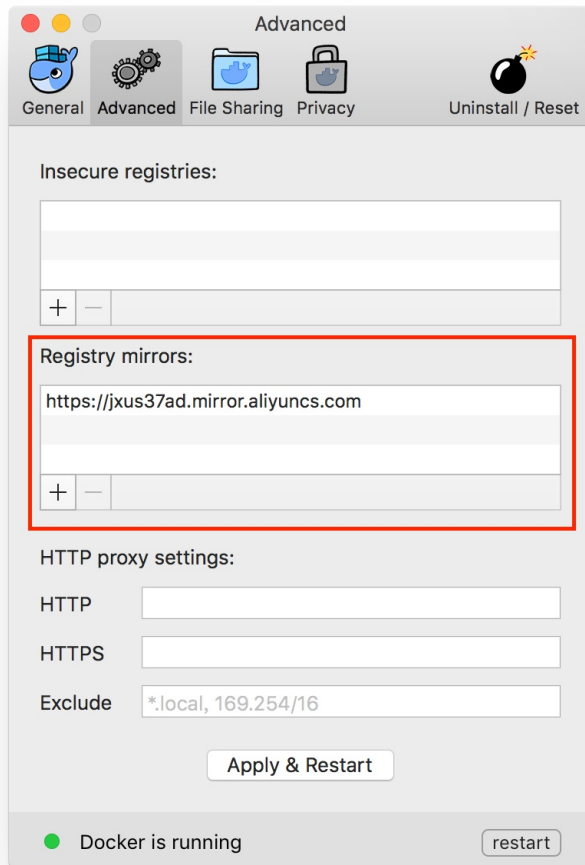 Advanced
General Advanced File Sharing Privacy Uninstall / Reset
Insecure registries:
Registry mirrors:
https://jxus37ad.mirror.aliyuncs.com
HTTP proxy settings:
HTTP
HTTPS
Exclude *.local, 169.254/16
Apply & Restart
Docker is running restart